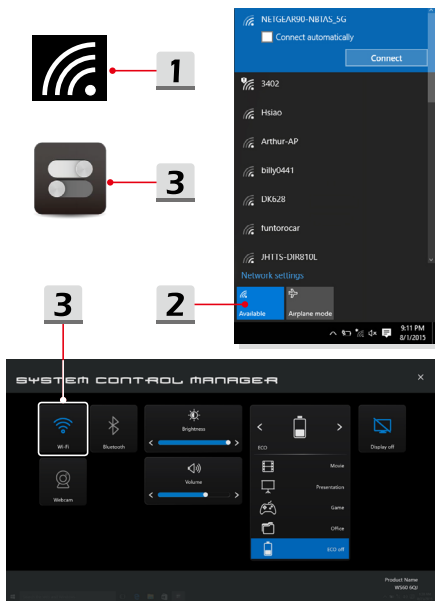 1
3
3
2
NETGEAR90-NBTAS_5G
Connect automatically
Connect
3402
Hsiao
Arthur-AP
billy0441
DK628
funtorocar
JHTTS-DIR810L
Network settings
Available
Airplane mode
9:11 PM
8/1/2015
SYSTEM CONTROL MANAGER
Wi-Fi
Bluetooth
Brightness
ECO
Display off
Webcam
Volume
Movie
Presentation
Game
Office
ECO off
Product Name
WS60 6QJ